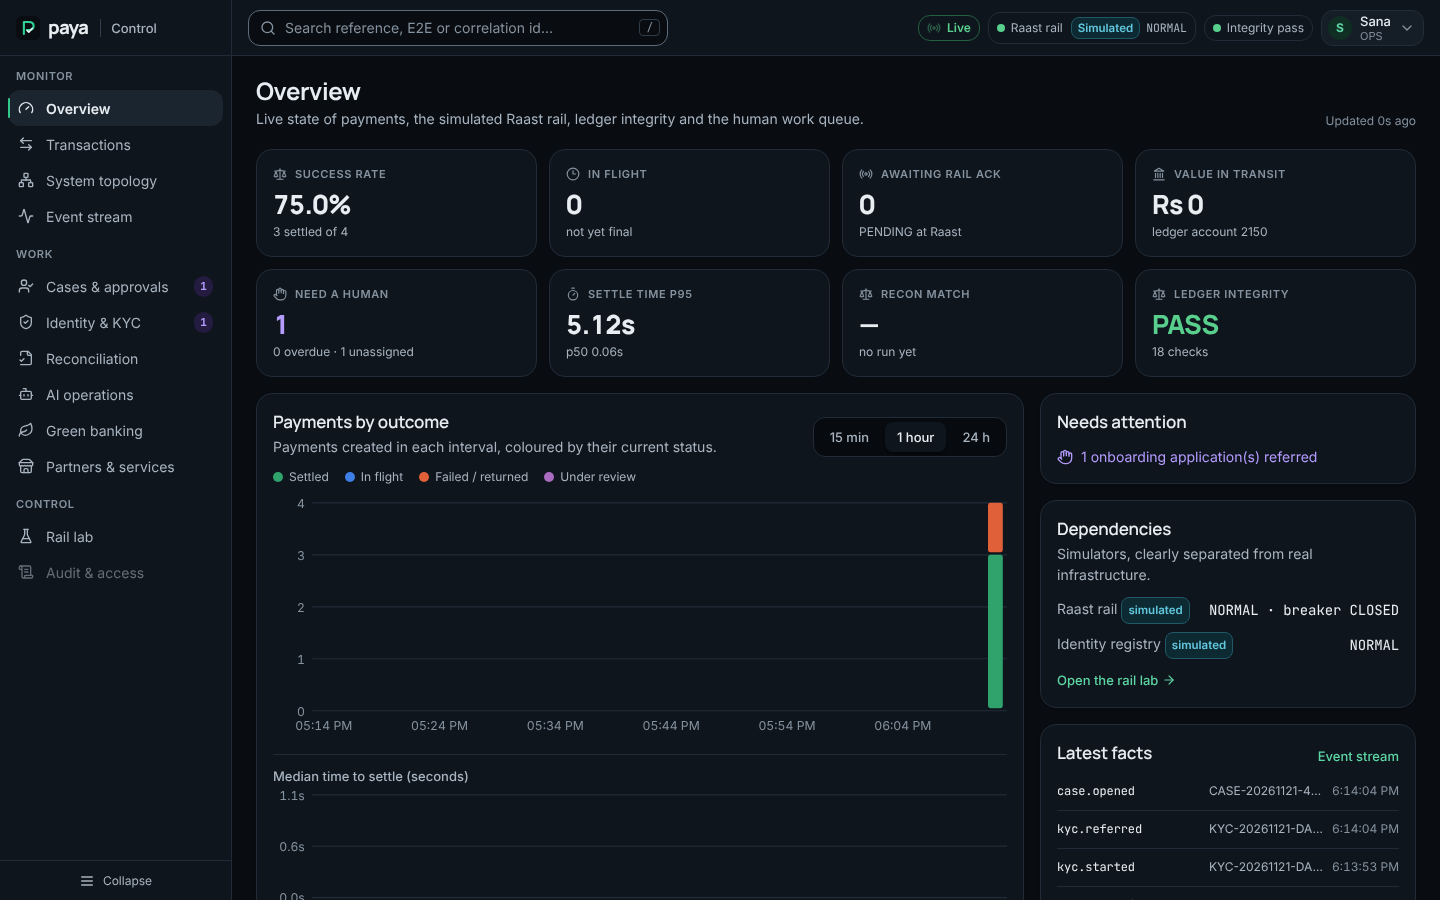 paya Control
Search reference, E2E or correlation id... /
Live
Raast rail Simulated NORMAL
Integrity pass
S Sana
OPS
MONITOR
Overview
Transactions
System topology
Event stream
WORK
Cases & approvals 1
Identity & KYC 1
Reconciliation
AI operations
Green banking
Partners & services
CONTROL
Rail lab
Audit & access
Collapse
Overview
Live state of payments, the simulated Raast rail, ledger integrity and the human work queue.
Updated 0s ago
SUCCESS RATE
75.0%
3 settled of 4
IN FLIGHT
0
not yet final
AWAITING RAIL ACK
0
PENDING at Raast
VALUE IN TRANSIT
Rs 0
ledger account 2150
NEED A HUMAN
1
0 overdue · 1 unassigned
SETTLE TIME P95
5.12s
p50 0.06s
RECON MATCH
—
no run yet
LEDGER INTEGRITY
PASS
18 checks
Payments by outcome
Payments created in each interval, coloured by their current status.
15 min 1 hour 24 h
Settled In flight Failed / returned Under review
4
3
2
1
0
05:14 PM 05:24 PM 05:34 PM 05:44 PM 05:54 PM 06:04 PM
Median time to settle (seconds)
1.1s
0.6s
0.0s
Needs attention
1 onboarding application(s) referred
Dependencies
Simulators, clearly separated from real
infrastructure.
Raast rail simulated NORMAL · breaker CLOSED
Identity registry simulated NORMAL
Open the rail lab →
Latest facts Event stream
case.opened CASE-20261121-4... 6:14:04 PM
kyc.referred KYC-20261121-DA... 6:14:04 PM
kyc.started KYC-20261121-DA... 6:13:53 PM